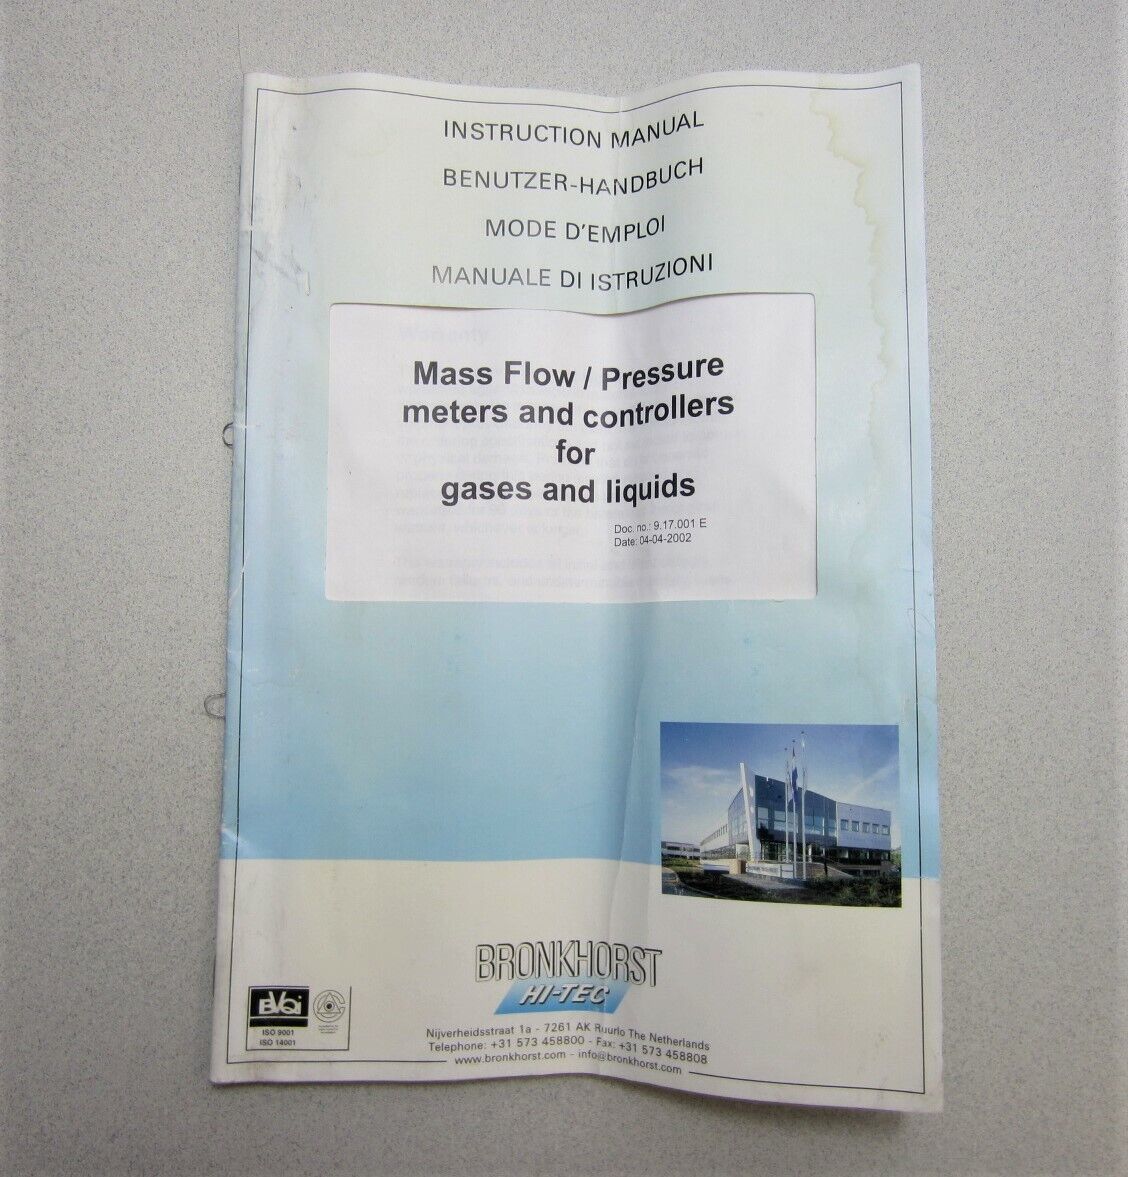 INSTRUCTION MANUAL
BENUTZER-HANDBUCH
MODE D'EMPLOI
MANUALE DI ISTRUZIONI
Warranty
Mass Flow / Pressure
meters and controllers
for
gases and liquids
Doc. no.: 9.17.001 E
Date: 04-04-2002
BRONKHORST
HI-TEC
EVQi
ISO 9001
ISO 14001
Nijverheidsstraat 1a - 7261 AK Ruurlo The Netherlands
Telephone: +31 573 458800 - Fax: +31 573 458808
www.bronkhorst.com - info@bronkhorst.com